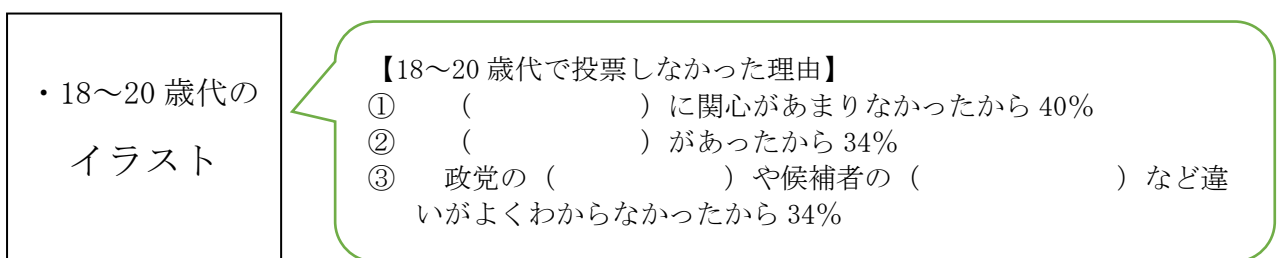 ・18～20 歳代の
イラスト
【18～20 歳代で投票しなかった理由】
①　（　　　　　　）に関心があまりなかったから 40％
②　（　　　　　　）があったから 34％
③　政党の（　　　　　　）や候補者の（　　　　　　）など違
いがよくわからなかったから 34％